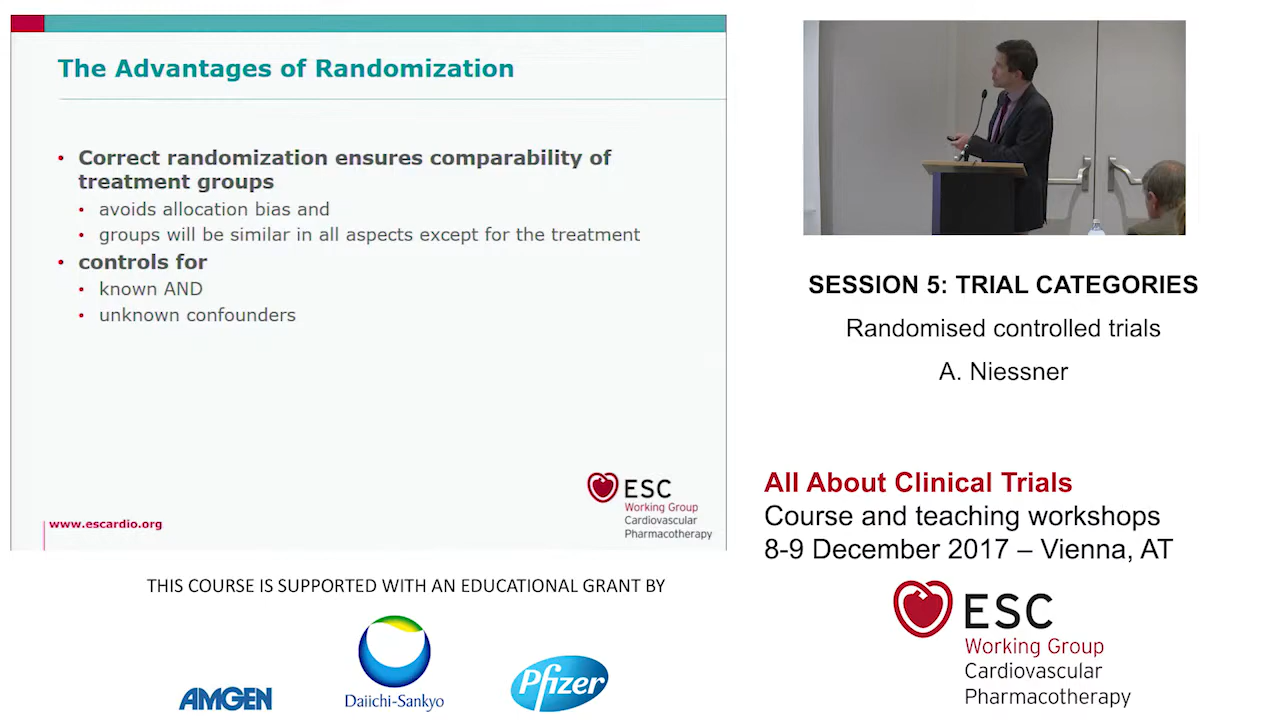 The Advantages of Randomization
• Correct randomization ensures comparability of
treatment groups
• avoids allocation bias and
• groups will be similar in all aspects except for the treatment
• controls for
• known AND
• unknown confounders
www.escardio.org
ESC
Working Group
Cardiovascular
Pharmacotherapy
SESSION 5: TRIAL CATEGORIES
Randomised controlled trials
A. Niessner
All About Clinical Trials
Course and teaching workshops
8-9 December 2017 – Vienna, AT
ESC
Working Group
Cardiovascular
Pharmacotherapy
THIS COURSE IS SUPPORTED WITH AN EDUCATIONAL GRANT BY
AMGEN
Daiichi-Sankyo
Pfizer